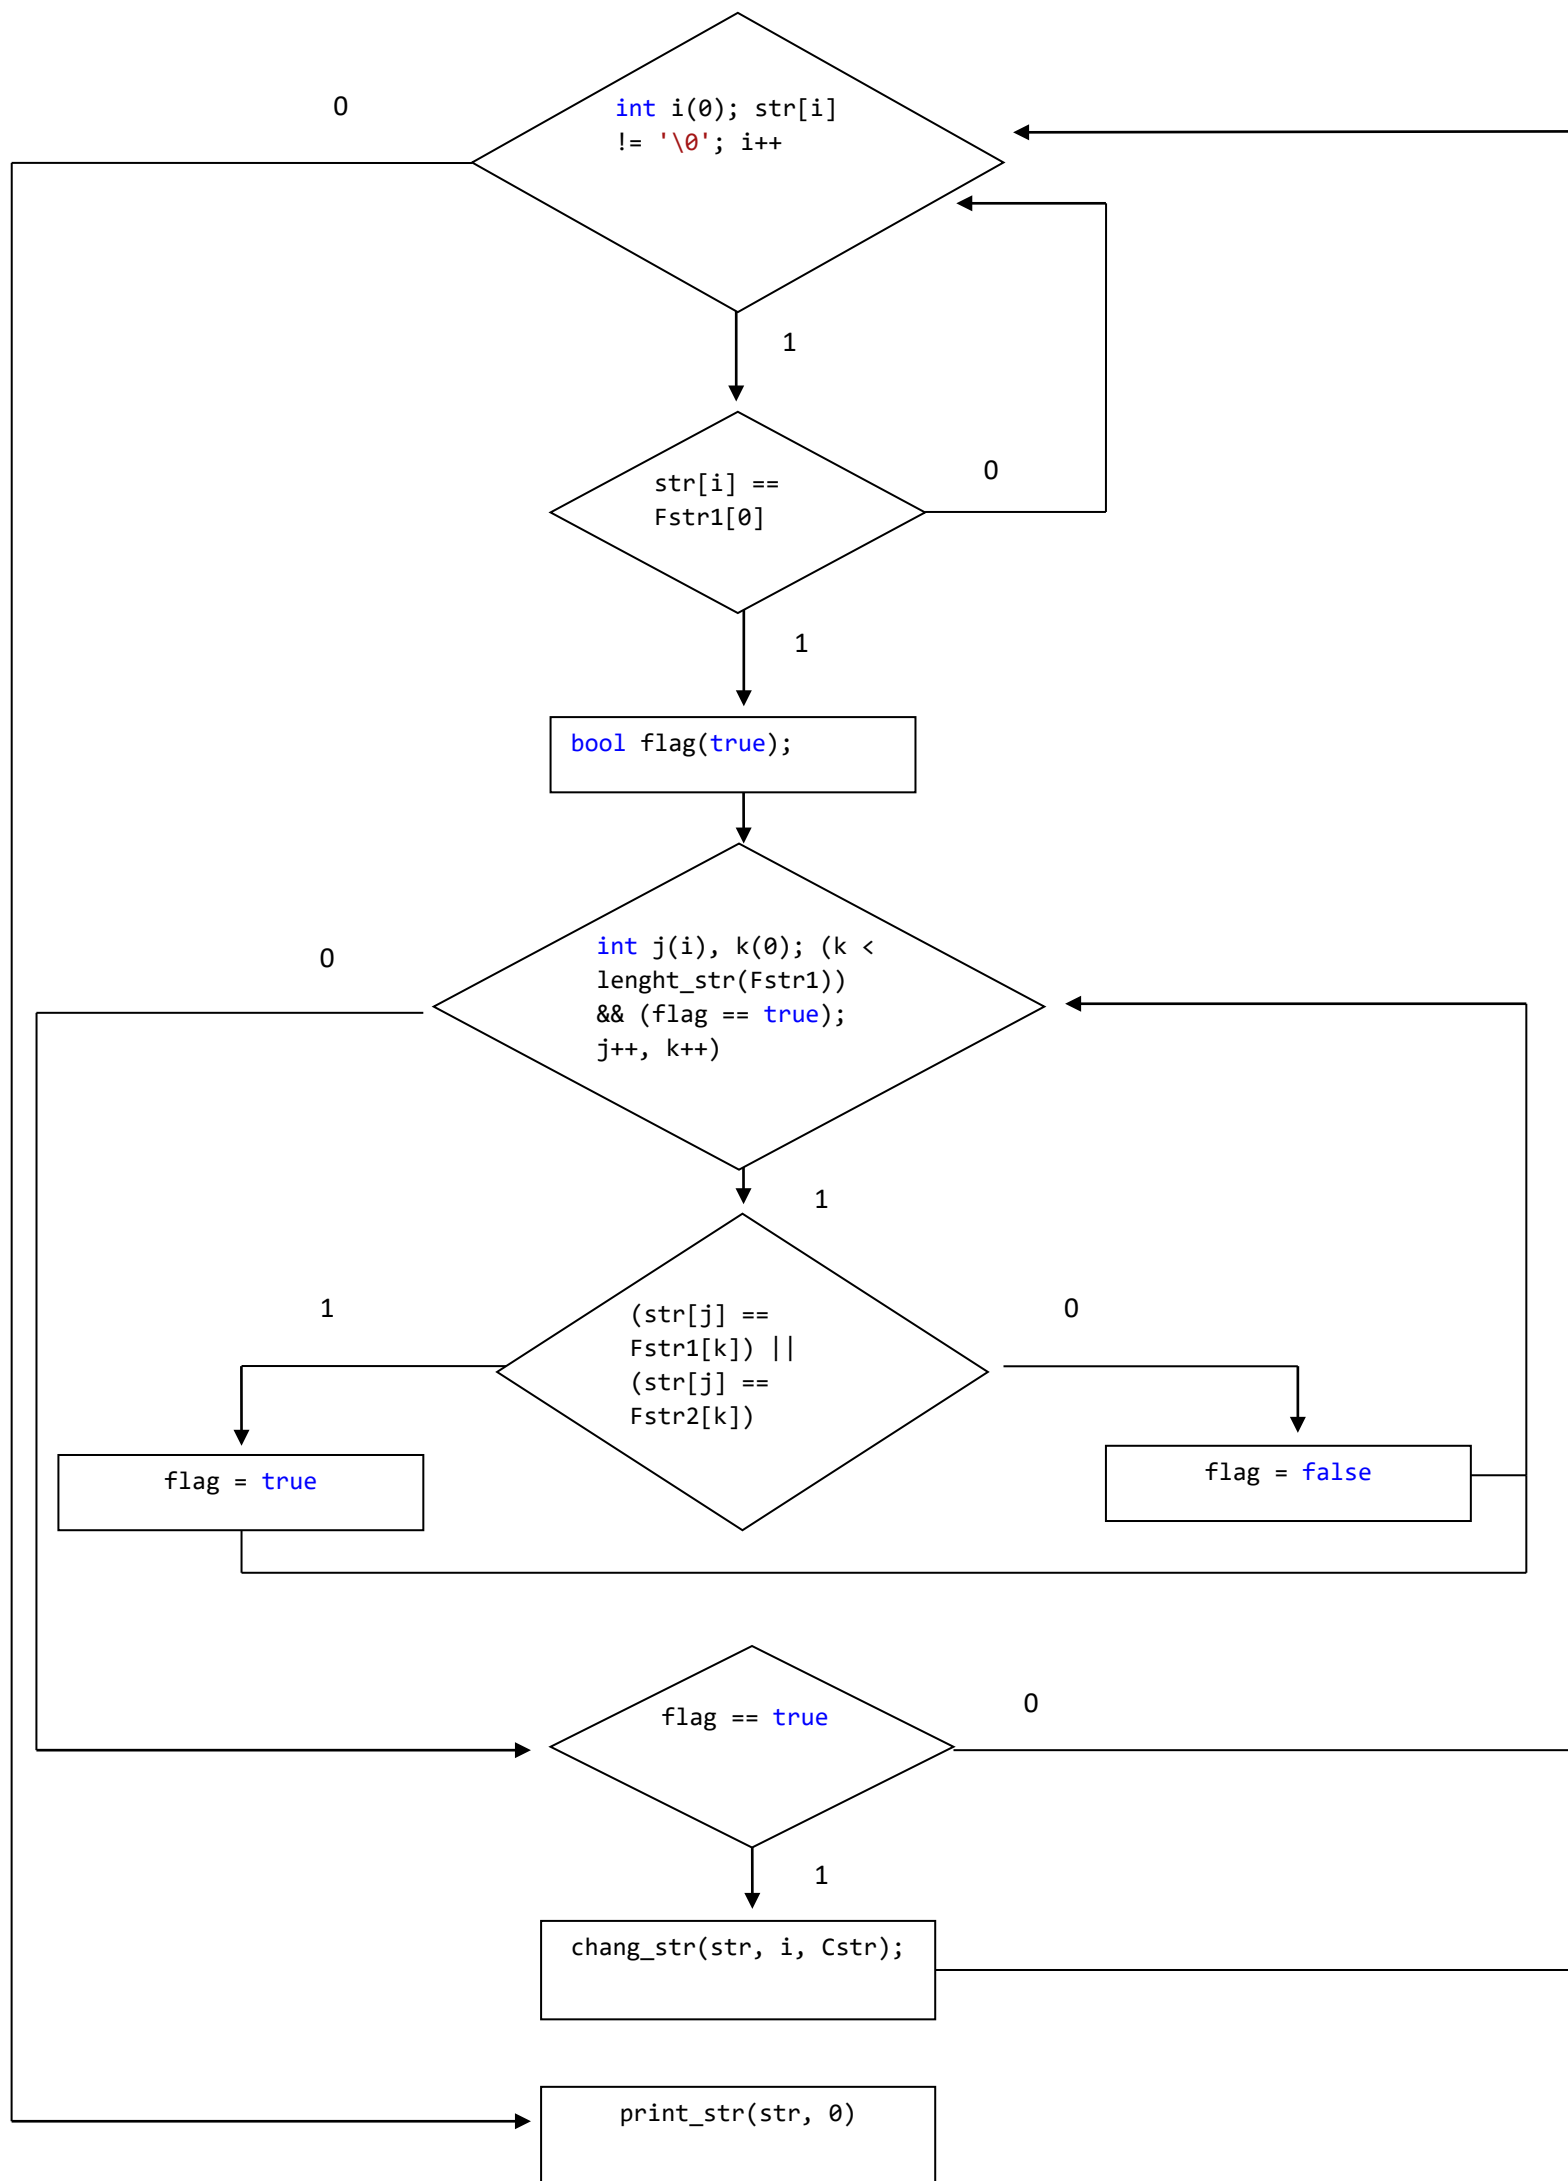 0
int i(0); str[i]
!= '\0'; i++
1
str[i] ==
Fstr1[0]
0
1
bool flag(true);
0
int j(i), k(0); (k <
lenght_str(Fstr1))
&& (flag == true);
j++, k++)
1
1
(str[j] ==
Fstr1[k]) ||
(str[j] ==
Fstr2[k])
0
flag = true
flag = false
flag == true
0
1
chang_str(str, i, Cstr);
print_str(str, 0)